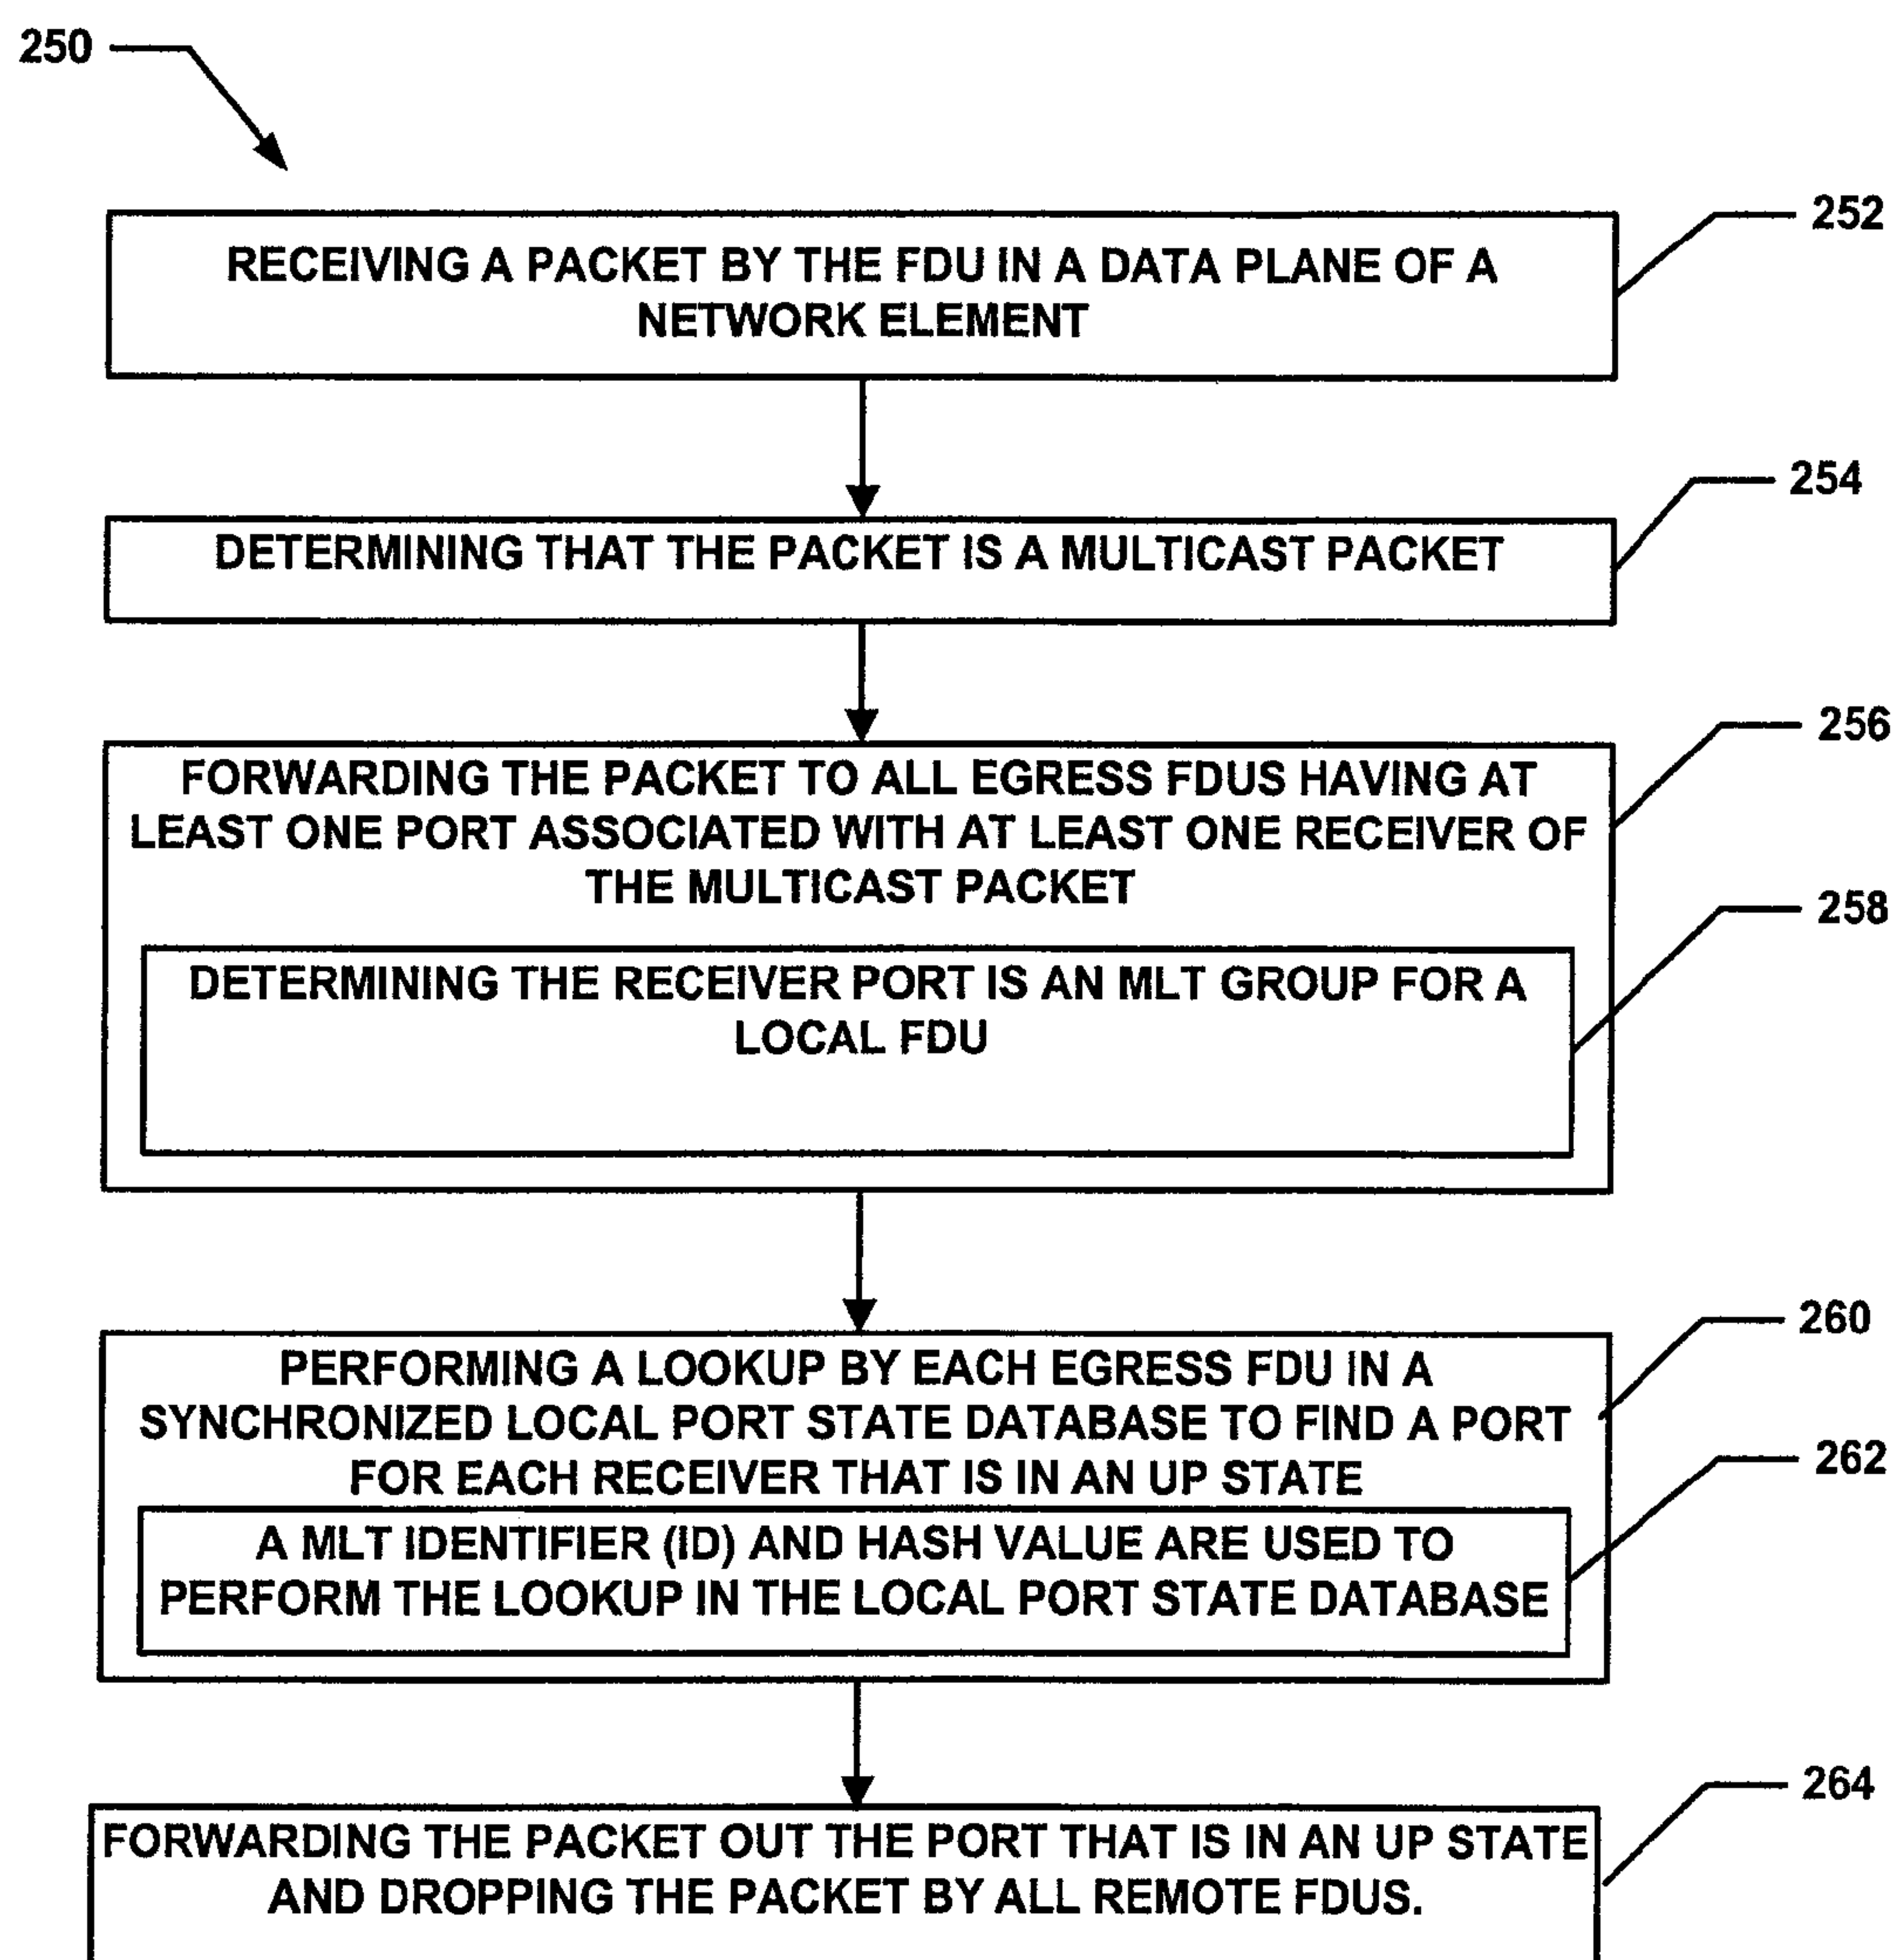 250
252
RECEIVING A PACKET BY THE FDU IN A DATA PLANE OF A
NETWORK ELEMENT
254
DETERMINING THAT THE PACKET IS A MULTICAST PACKET
256
FORWARDING THE PACKET TO ALL EGRESS FDUS HAVING AT
LEAST ONE PORT ASSOCIATED WITH AT LEAST ONE RECEIVER OF
THE MULTICAST PACKET
258
DETERMINING THE RECEIVER PORT IS AN MLT GROUP FOR A
LOCAL FDU
260
PERFORMING A LOOKUP BY EACH EGRESS FDU IN A
SYNCHRONIZED LOCAL PORT STATE DATABASE TO FIND A PORT
FOR EACH RECEIVER THAT IS IN AN UP STATE
262
A MLT IDENTIFIER (ID) AND HASH VALUE ARE USED TO
PERFORM THE LOOKUP IN THE LOCAL PORT STATE DATABASE
264
FORWARDING THE PACKET OUT THE PORT THAT IS IN AN UP STATE
AND DROPPING THE PACKET BY ALL REMOTE FDUS.